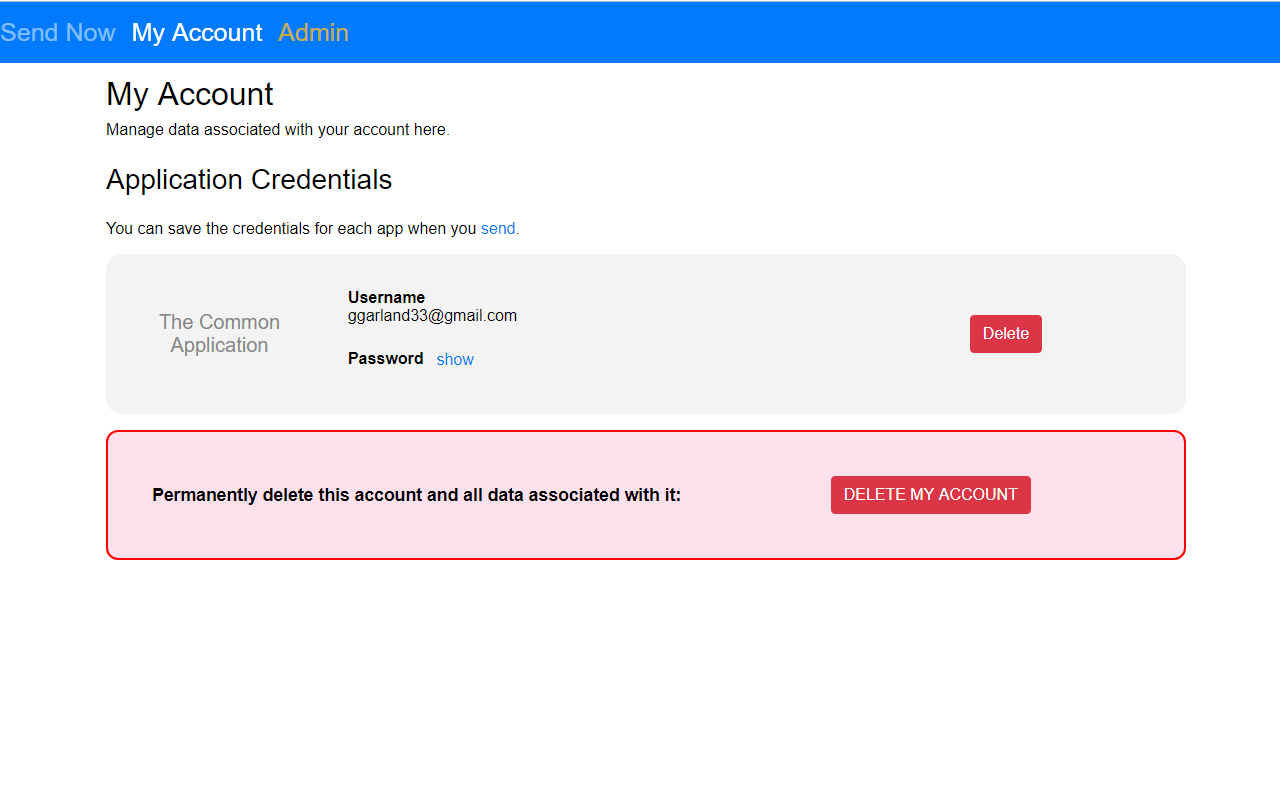 Send Now My Account Admin
My Account
Manage data associated with your account here.
Application Credentials
You can save the credentials for each app when you send.
The Common
Application
Username
ggarland33@gmail.com
Password show
Delete
Permanently delete this account and all data associated with it:
DELETE MY ACCOUNT